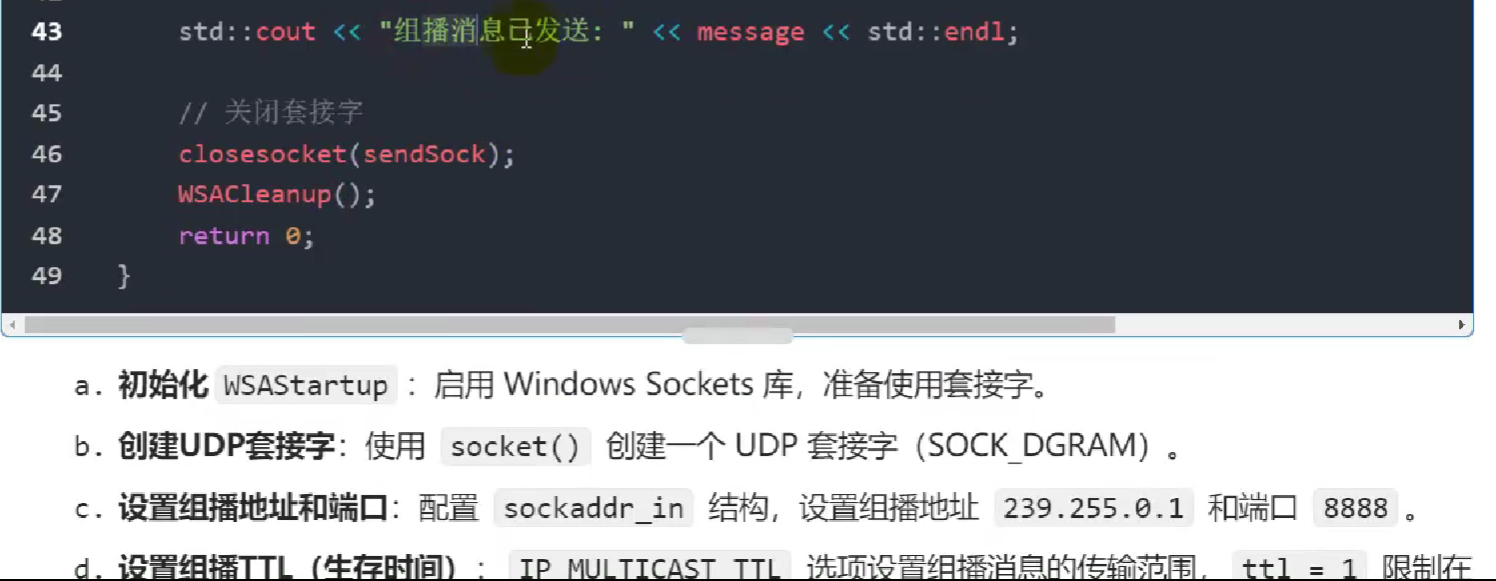 43 std::cout << "组播消息已发送: " << message << std::endl;
44
45 // 关闭套接字
46 closesocket(sendSock);
47 WSACleanup();
48 return 0;
49 }
a. 初始化 WSAStartup : 启用 Windows Sockets 库，准备使用套接字。
b. 创建UDP套接字：使用 socket() 创建一个 UDP 套接字（SOCK_DGRAM）。
c. 设置组播地址和端口：配置 sockaddr_in 结构，设置组播地址 239.255.0.1 和端口 8888 。
d. 设置组播TTL（生存时间）： IP_MULTICAST_TTL 选项设置组播消息的传输范围， ttl = 1 限制在